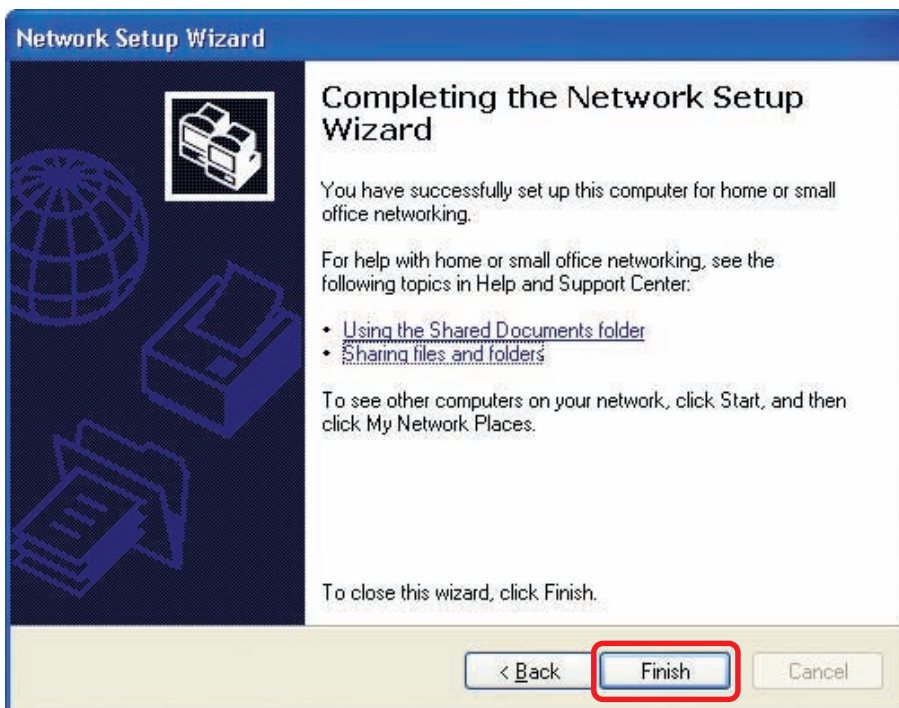 Network Setup Wizard
Completing the Network Setup
Wizard
You have successfully set up this computer for home or small
office networking.
For help with home or small office networking, see the
following topics in Help and Support Center:
• Using the Shared Documents folder
• Sharing files and folders
To see other computers on your network, click Start, and then
click My Network Places.
To close this wizard, click Finish.
< Back Finish Cancel